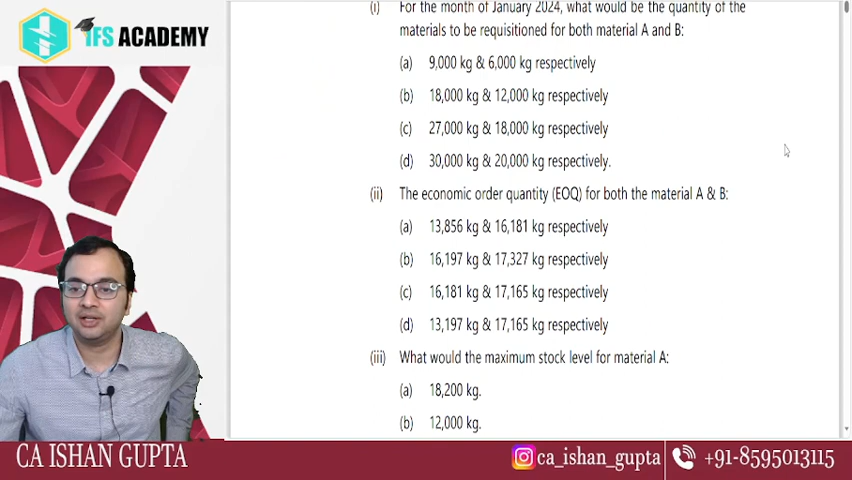 IFS ACADEMY
(i) For the month of January 2024, what would be the quantity of the
materials to be requisitioned for both material A and B:
(a) 9,000 kg & 6,000 kg respectively
(b) 18,000 kg & 12,000 kg respectively
(c) 27,000 kg & 18,000 kg respectively
(d) 30,000 kg & 20,000 kg respectively.
(ii) The economic order quantity (EOQ) for both the material A & B:
(a) 13,856 kg & 16,181 kg respectively
(b) 16,197 kg & 17,327 kg respectively
(c) 16,181 kg & 17,165 kg respectively
(d) 13,197 kg & 17,165 kg respectively
(iii) What would the maximum stock level for material A:
(a) 18,200 kg.
(b) 12,000 kg.
CA ISHAN GUPTA
ca_ishan_gupta
+91-8595013115